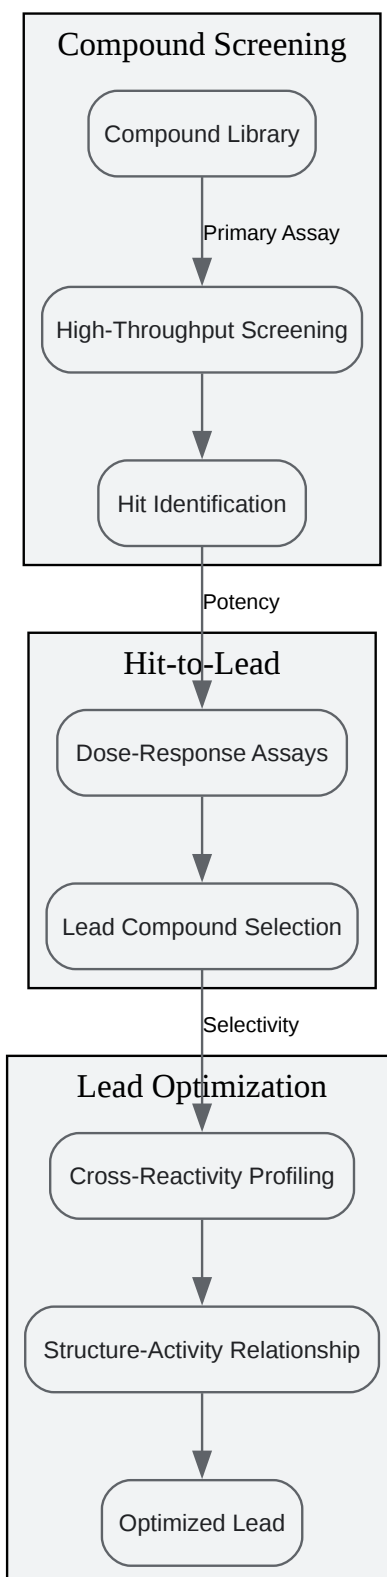 Compound Screening
Compound Library
Primary Assay
High-Throughput Screening
Hit Identification
Potency
Hit-to-Lead
Dose-Response Assays
Lead Compound Selection
Selectivity
Lead Optimization
Cross-Reactivity Profiling
Structure-Activity Relationship
Optimized Lead